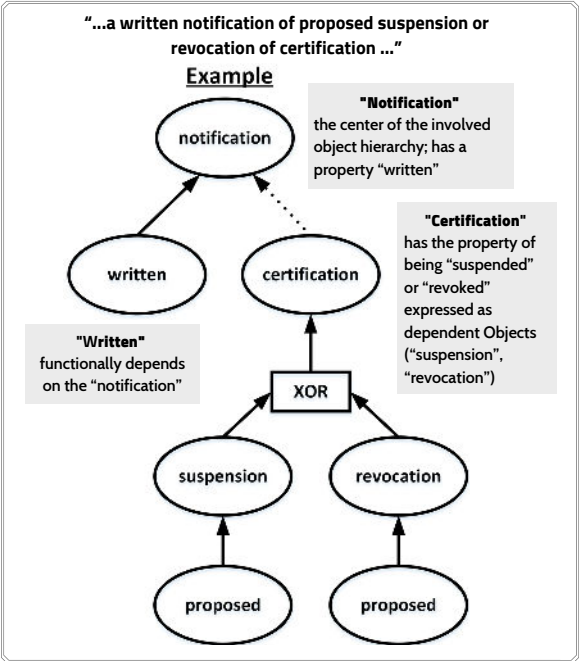 “...a written notification of proposed suspension or
revocation of certification ...”
Example
notification
"Notification"
the center of the involved
object hierarchy; has a
property “written”
written
certification
"Certification"
has the property of
being “suspended”
or “revoked”
expressed as
dependent Objects
(“suspension”,
“revocation”)
"Written"
functionally depends
on the “notification”
XOR
suspension
revocation
proposed
proposed